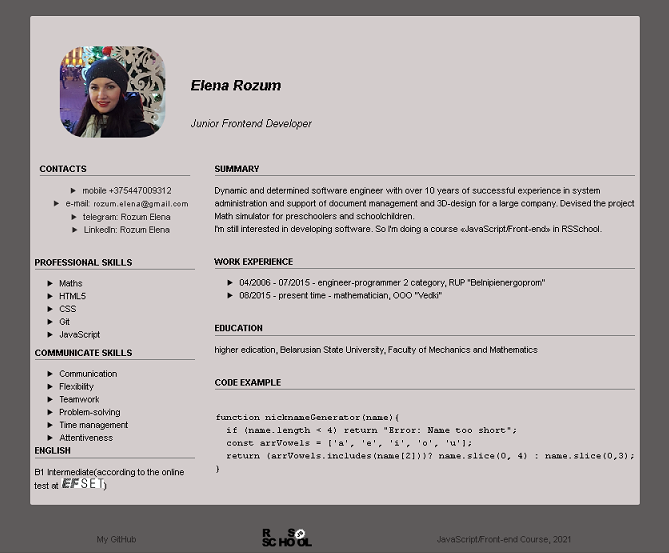 Elena Rozum
Junior Frontend Developer
CONTACTS
mobile +375447009312
e-mail: rozum.elena@gmail.com
telegram: Rozum Elena
LinkedIn: Rozum Elena
PROFESSIONAL SKILLS
Maths
HTML5
CSS
Git
JavaScript
COMMUNICATE SKILLS
Communication
Flexibility
Teamwork
Problem-solving
Time management
Attentiveness
ENGLISH
B1 Intermediate(according to the online
test at EFSET)
SUMMARY
Dynamic and determined software engineer with over 10 years of successful experience in system
administration and support of document management and 3D-design for a large company. Devised the project
Math simulator for preschoolers and schoolchildren.
I'm still interested in developing software. So I'm doing a course «JavaScript/Front-end» in RSSchool.
WORK EXPERIENCE
04/2006 - 07/2015 - engineer-programmer 2 category, RUP "Belnipienergoprom"
08/2015 - present time - mathematician, OOO "Vedki"
EDUCATION
higher edication, Belarusian State University, Faculty of Mechanics and Mathematics
CODE EXAMPLE
function nicknameGenerator(name){
if (name.length < 4) return "Error: Name too short";
const arrVowels = ['a', 'e', 'i', 'o', 'u'];
return (arrVowels.includes(name[2]))? name.slice(0, 4) : name.slice(0,3);
}
My GitHub
RS
SCHOOL
JavaScript/Front-end Course, 2021